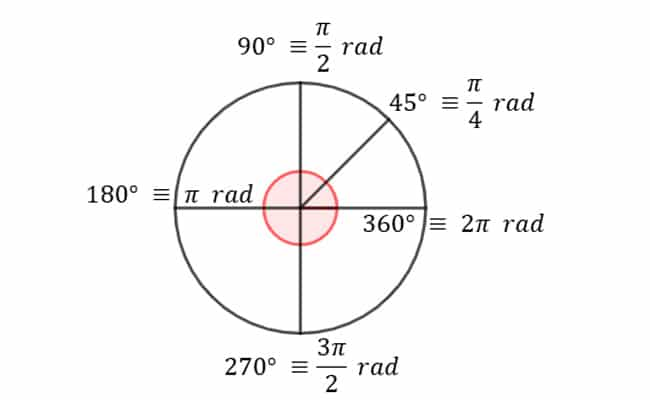 90° ≡ π/2 rad
45° ≡ π/4 rad
180° ≡ π rad
360° ≡ 2π rad
270° ≡ 3π/2 rad